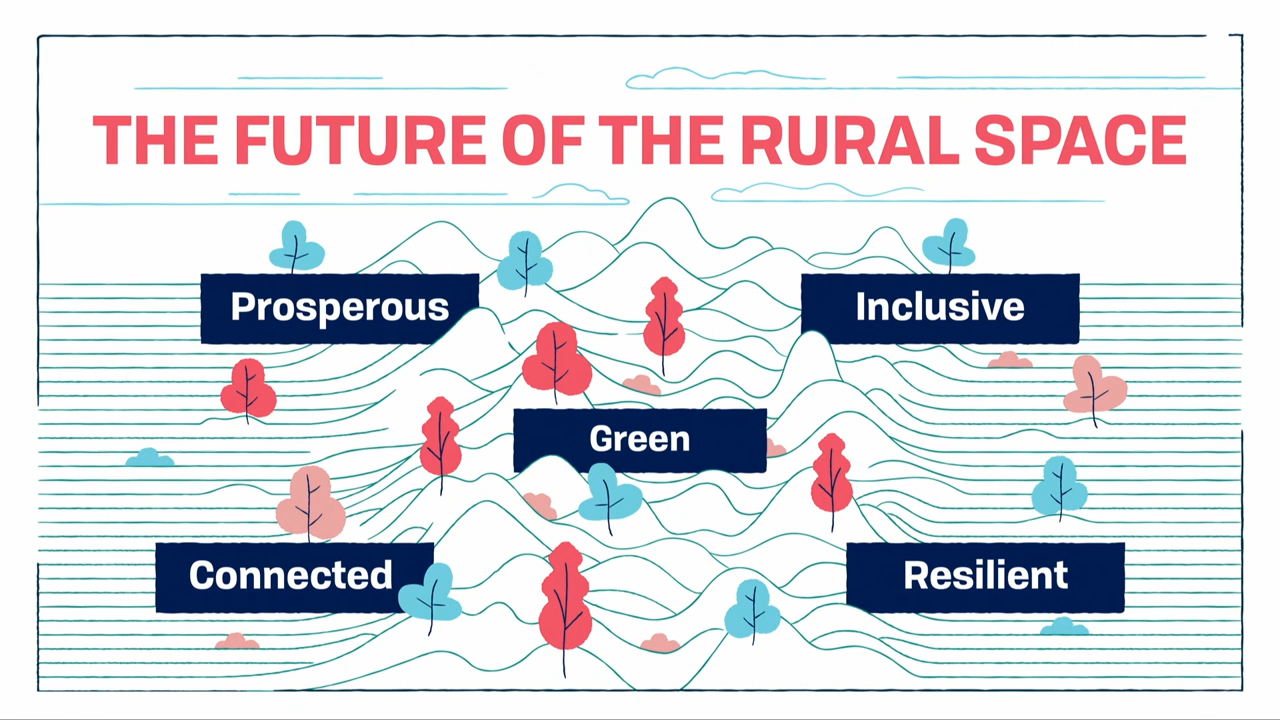 THE FUTURE OF THE RURAL SPACE
Prosperous
Inclusive
Green
Connected
Resilient